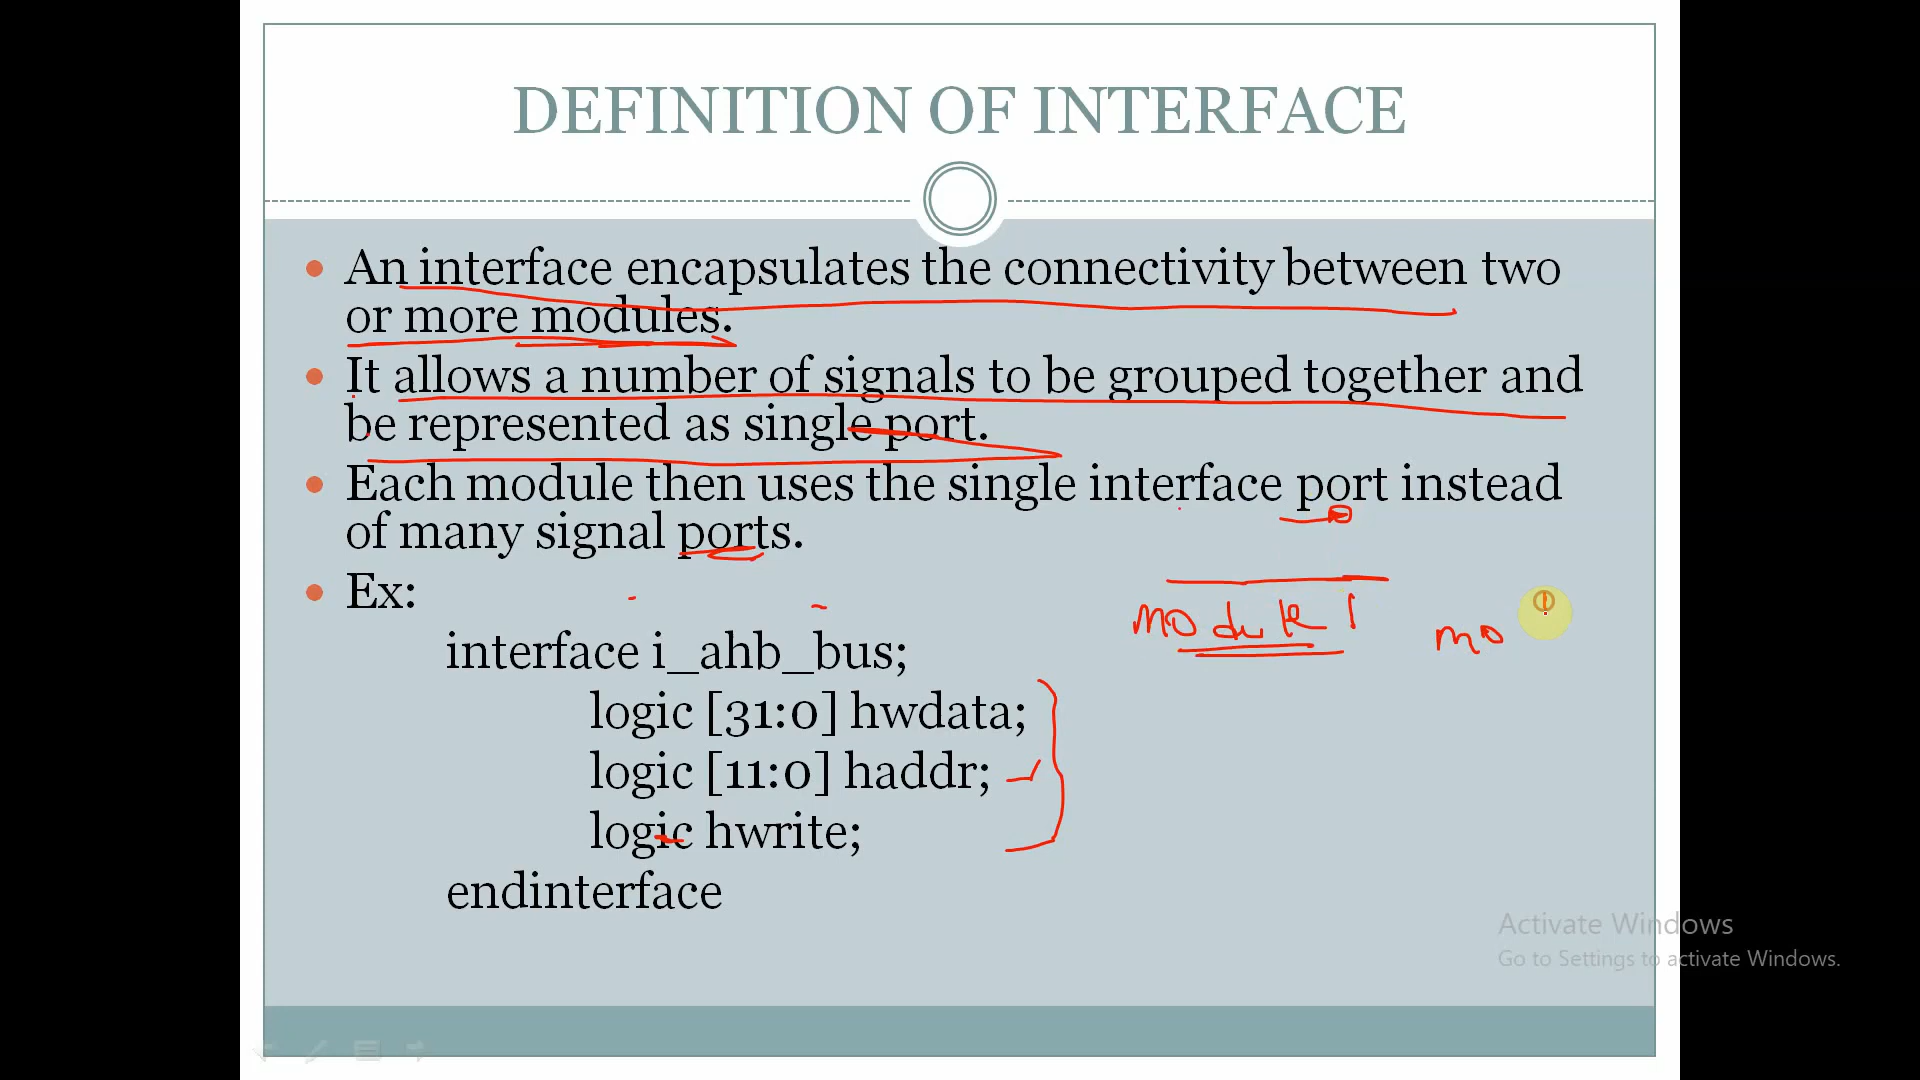 DEFINITION OF INTERFACE
An interface encapsulates the connectivity between two
or more modules.
It allows a number of signals to be grouped together and
be represented as single port.
Each module then uses the single interface port instead
of many signal ports.
Ex:
interface i_ahb_bus;
module 1
mo
logic [31:0] hwdata;
logic [11:0] haddr;
logic hwrite;
endinterface
Activate Windows
Go to Settings to activate Windows.